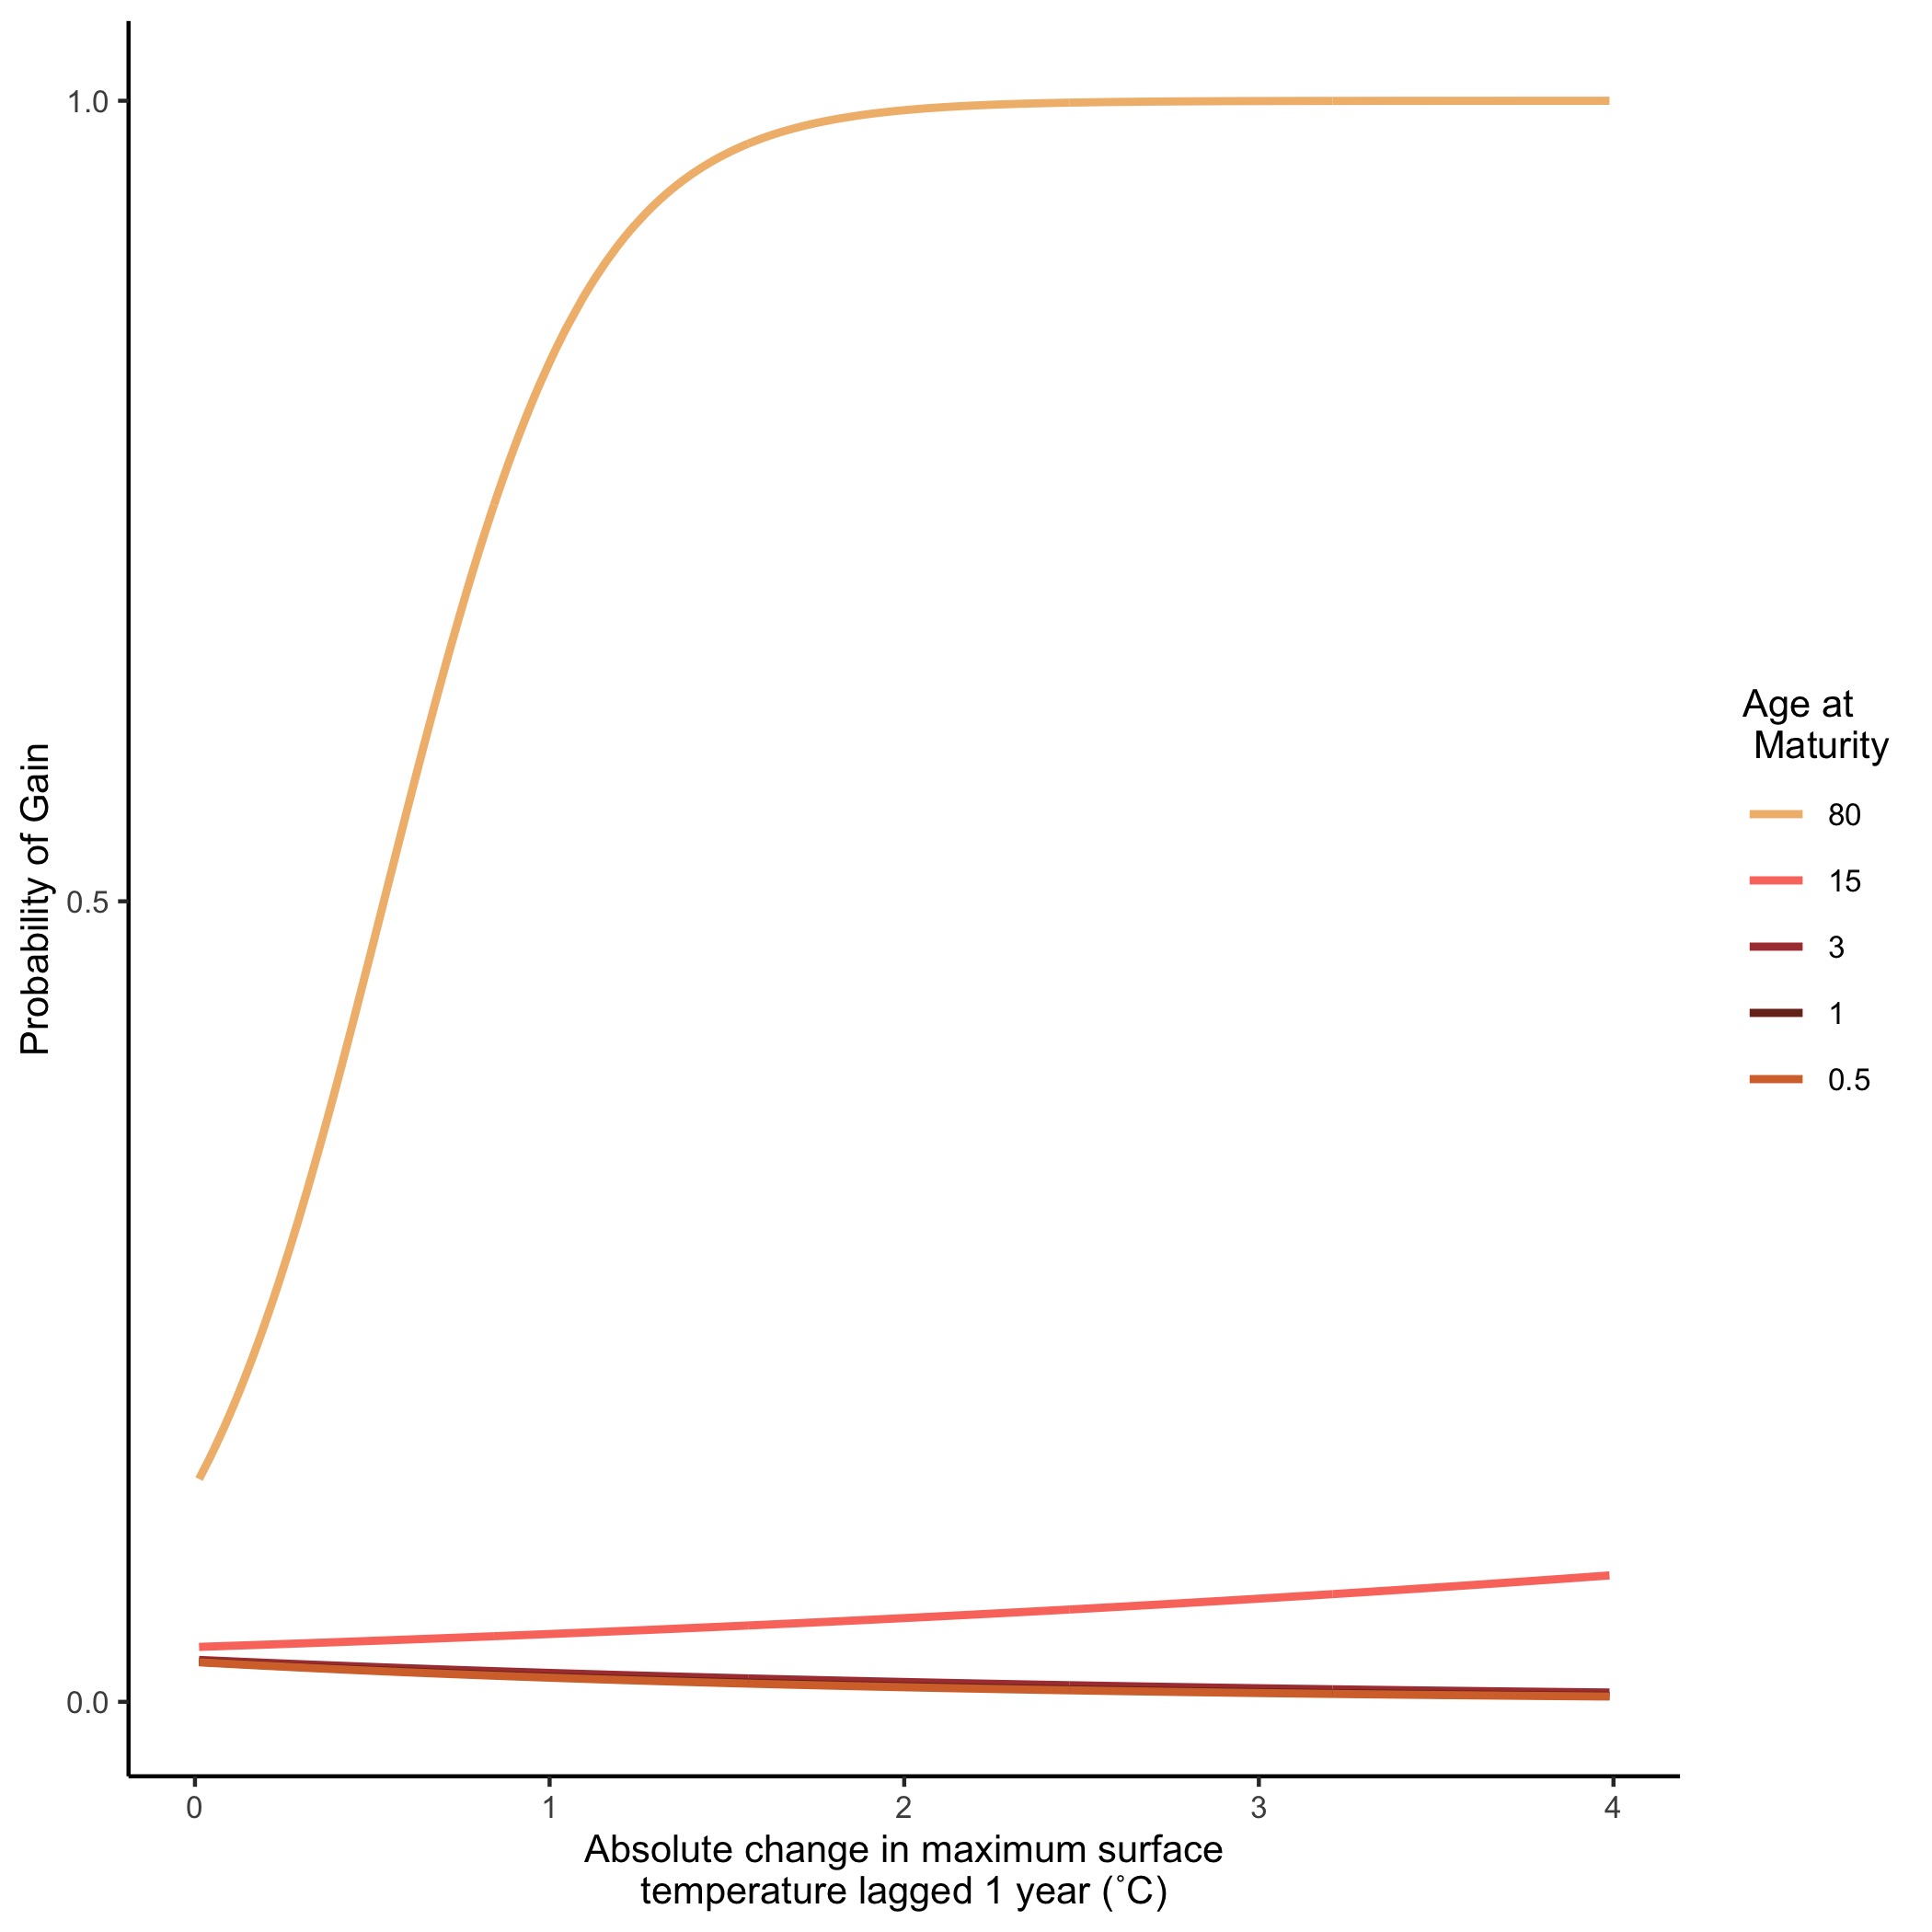 1.0
0.5
0.0
Probability of Gain
0
1
2
3
4
Absolute change in maximum surface
temperature lagged 1 year (˚C)
Age at
Maturity
80
15
3
1
0.5